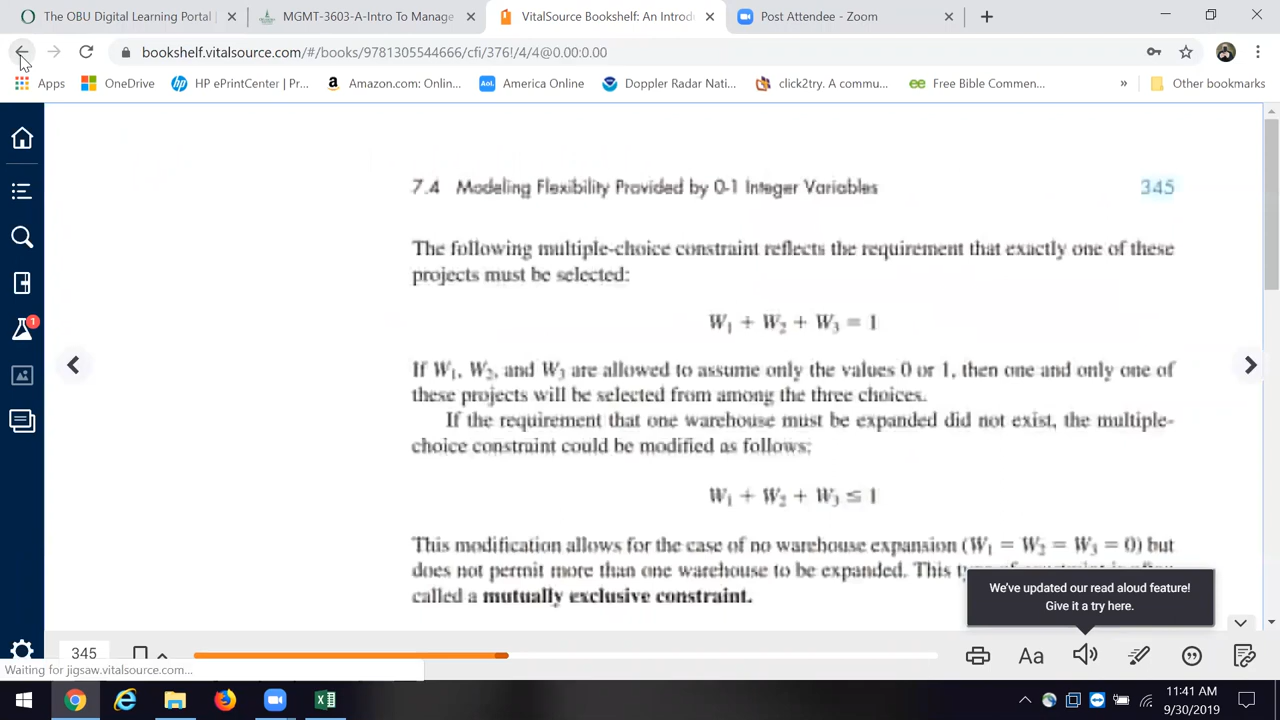 The OBU Digital Learning Portal
MGMT-3603-A-Intro To Manage
VitalSource Bookshelf: An Introd
Post Attendee - Zoom
bookshelf.vitalsource.com/#/books/9781305544666/cfi/376!/4/4@0.00:0.00
Apps
OneDrive
HP ePrintCenter | Pr...
Amazon.com: Onlin...
Aol.
America Online
Doppler Radar Nati...
click2try. A commu...
ee
Free Bible Commen...
»
Other bookmarks
7.4 Modeling Flexibility Provided by 0-1 Integer Variables
345
The following multiple-choice constraint reflects the requirement that exactly one of these
projects must be selected:
W₁ + W₂ + W₃ = 1
If W₁, W₂, and W₃ are allowed to assume only the values 0 or 1, then one and only one of
these projects will be selected from among the three choices.
If the requirement that one warehouse must be expanded did not exist, the multiple-
choice constraint could be modified as follows:
W₁ + W₂ + W₃ ≤ 1
This modification allows for the case of no warehouse expansion (W₁ = W₂ = W₃ = 0) but
does not permit more than one warehouse to be expanded. This
called a mutually exclusive constraint.
We've updated our read aloud feature!
Give it a try here.
1
345
Aa
Waiting for jigsaw.vitalsource.com...
11:41 AM
9/30/2019